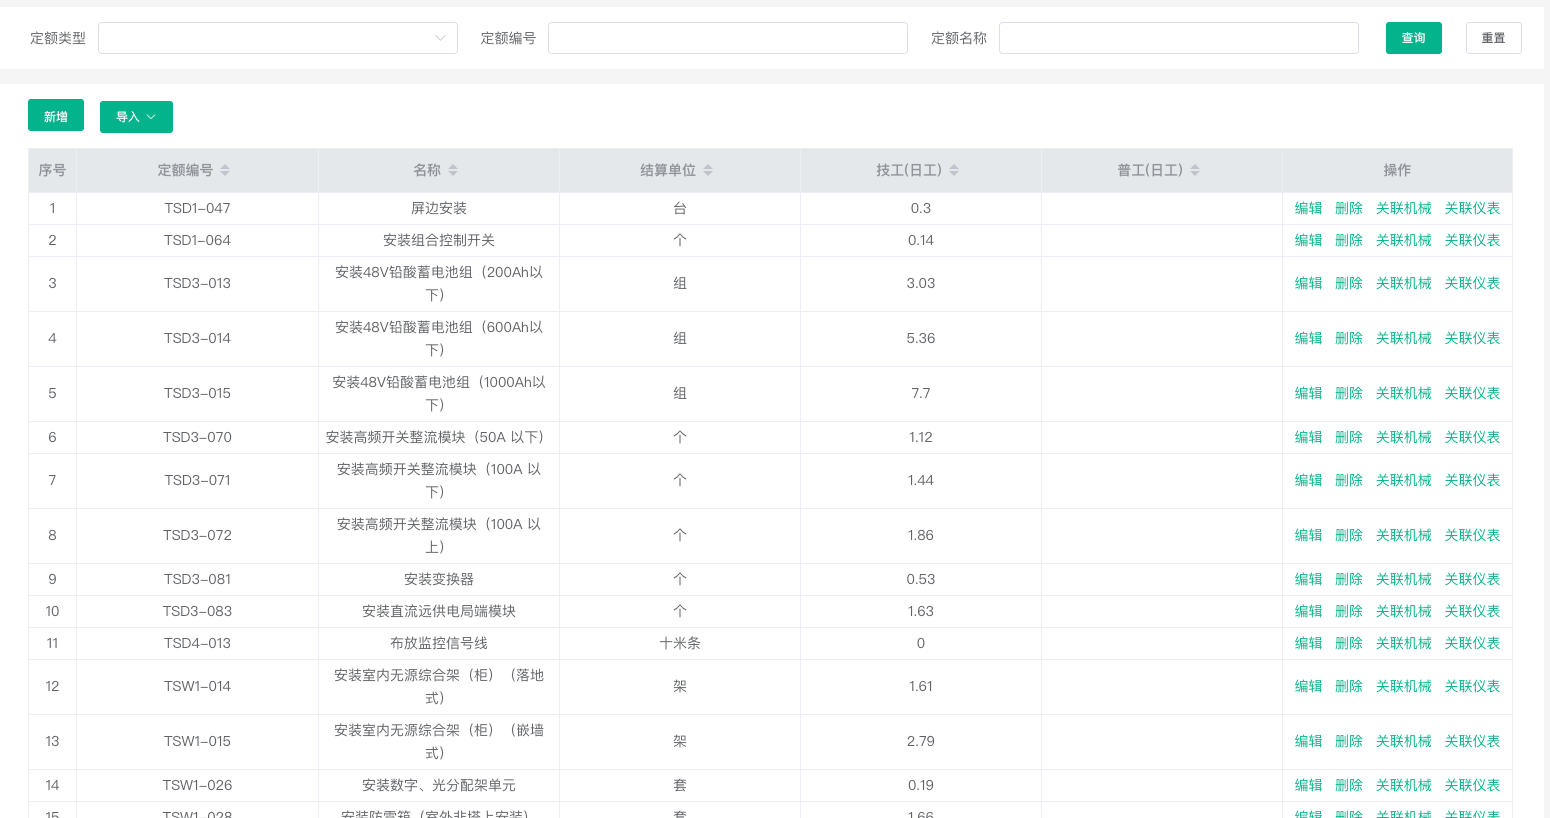 定额类型 定额编号 定额名称 查询 重置
新增 导入
序号 定额编号 名称 结算单位 技工(日工) 普工(日工) 操作
1 TSD1-047 屏边安装 台 0.3 编辑 删除 关联机械 关联仪表
2 TSD1-064 安装组合控制开关 个 0.14 编辑 删除 关联机械 关联仪表
3 TSD3-013 安装48V铅酸蓄电池组（200Ah以
下） 组 3.03 编辑 删除 关联机械 关联仪表
4 TSD3-014 安装48V铅酸蓄电池组（600Ah以
下） 组 5.36 编辑 删除 关联机械 关联仪表
5 TSD3-015 安装48V铅酸蓄电池组（1000Ah以
下） 组 7.7 编辑 删除 关联机械 关联仪表
6 TSD3-070 安装高频开关整流模块（50A 以下） 个 1.12 编辑 删除 关联机械 关联仪表
7 TSD3-071 安装高频开关整流模块（100A 以
下） 个 1.44 编辑 删除 关联机械 关联仪表
8 TSD3-072 安装高频开关整流模块（100A 以
上） 个 1.86 编辑 删除 关联机械 关联仪表
9 TSD3-081 安装变换器 个 0.53 编辑 删除 关联机械 关联仪表
10 TSD3-083 安装直流远供电局端模块 个 1.63 编辑 删除 关联机械 关联仪表
11 TSD4-013 布放监控信号线 十米条 0 编辑 删除 关联机械 关联仪表
12 TSW1-014 安装室内无源综合架（柜）（落地
式） 架 1.61 编辑 删除 关联机械 关联仪表
13 TSW1-015 安装室内无源综合架（柜）（嵌墙
式） 架 2.79 编辑 删除 关联机械 关联仪表
14 TSW1-026 安装数字、光分配架单元 套 0.19 编辑 删除 关联机械 关联仪表
15 TSW1-028 安装防雷箱（室外非塔上安装） 套 1.66 编辑 删除 关联机械 关联仪表